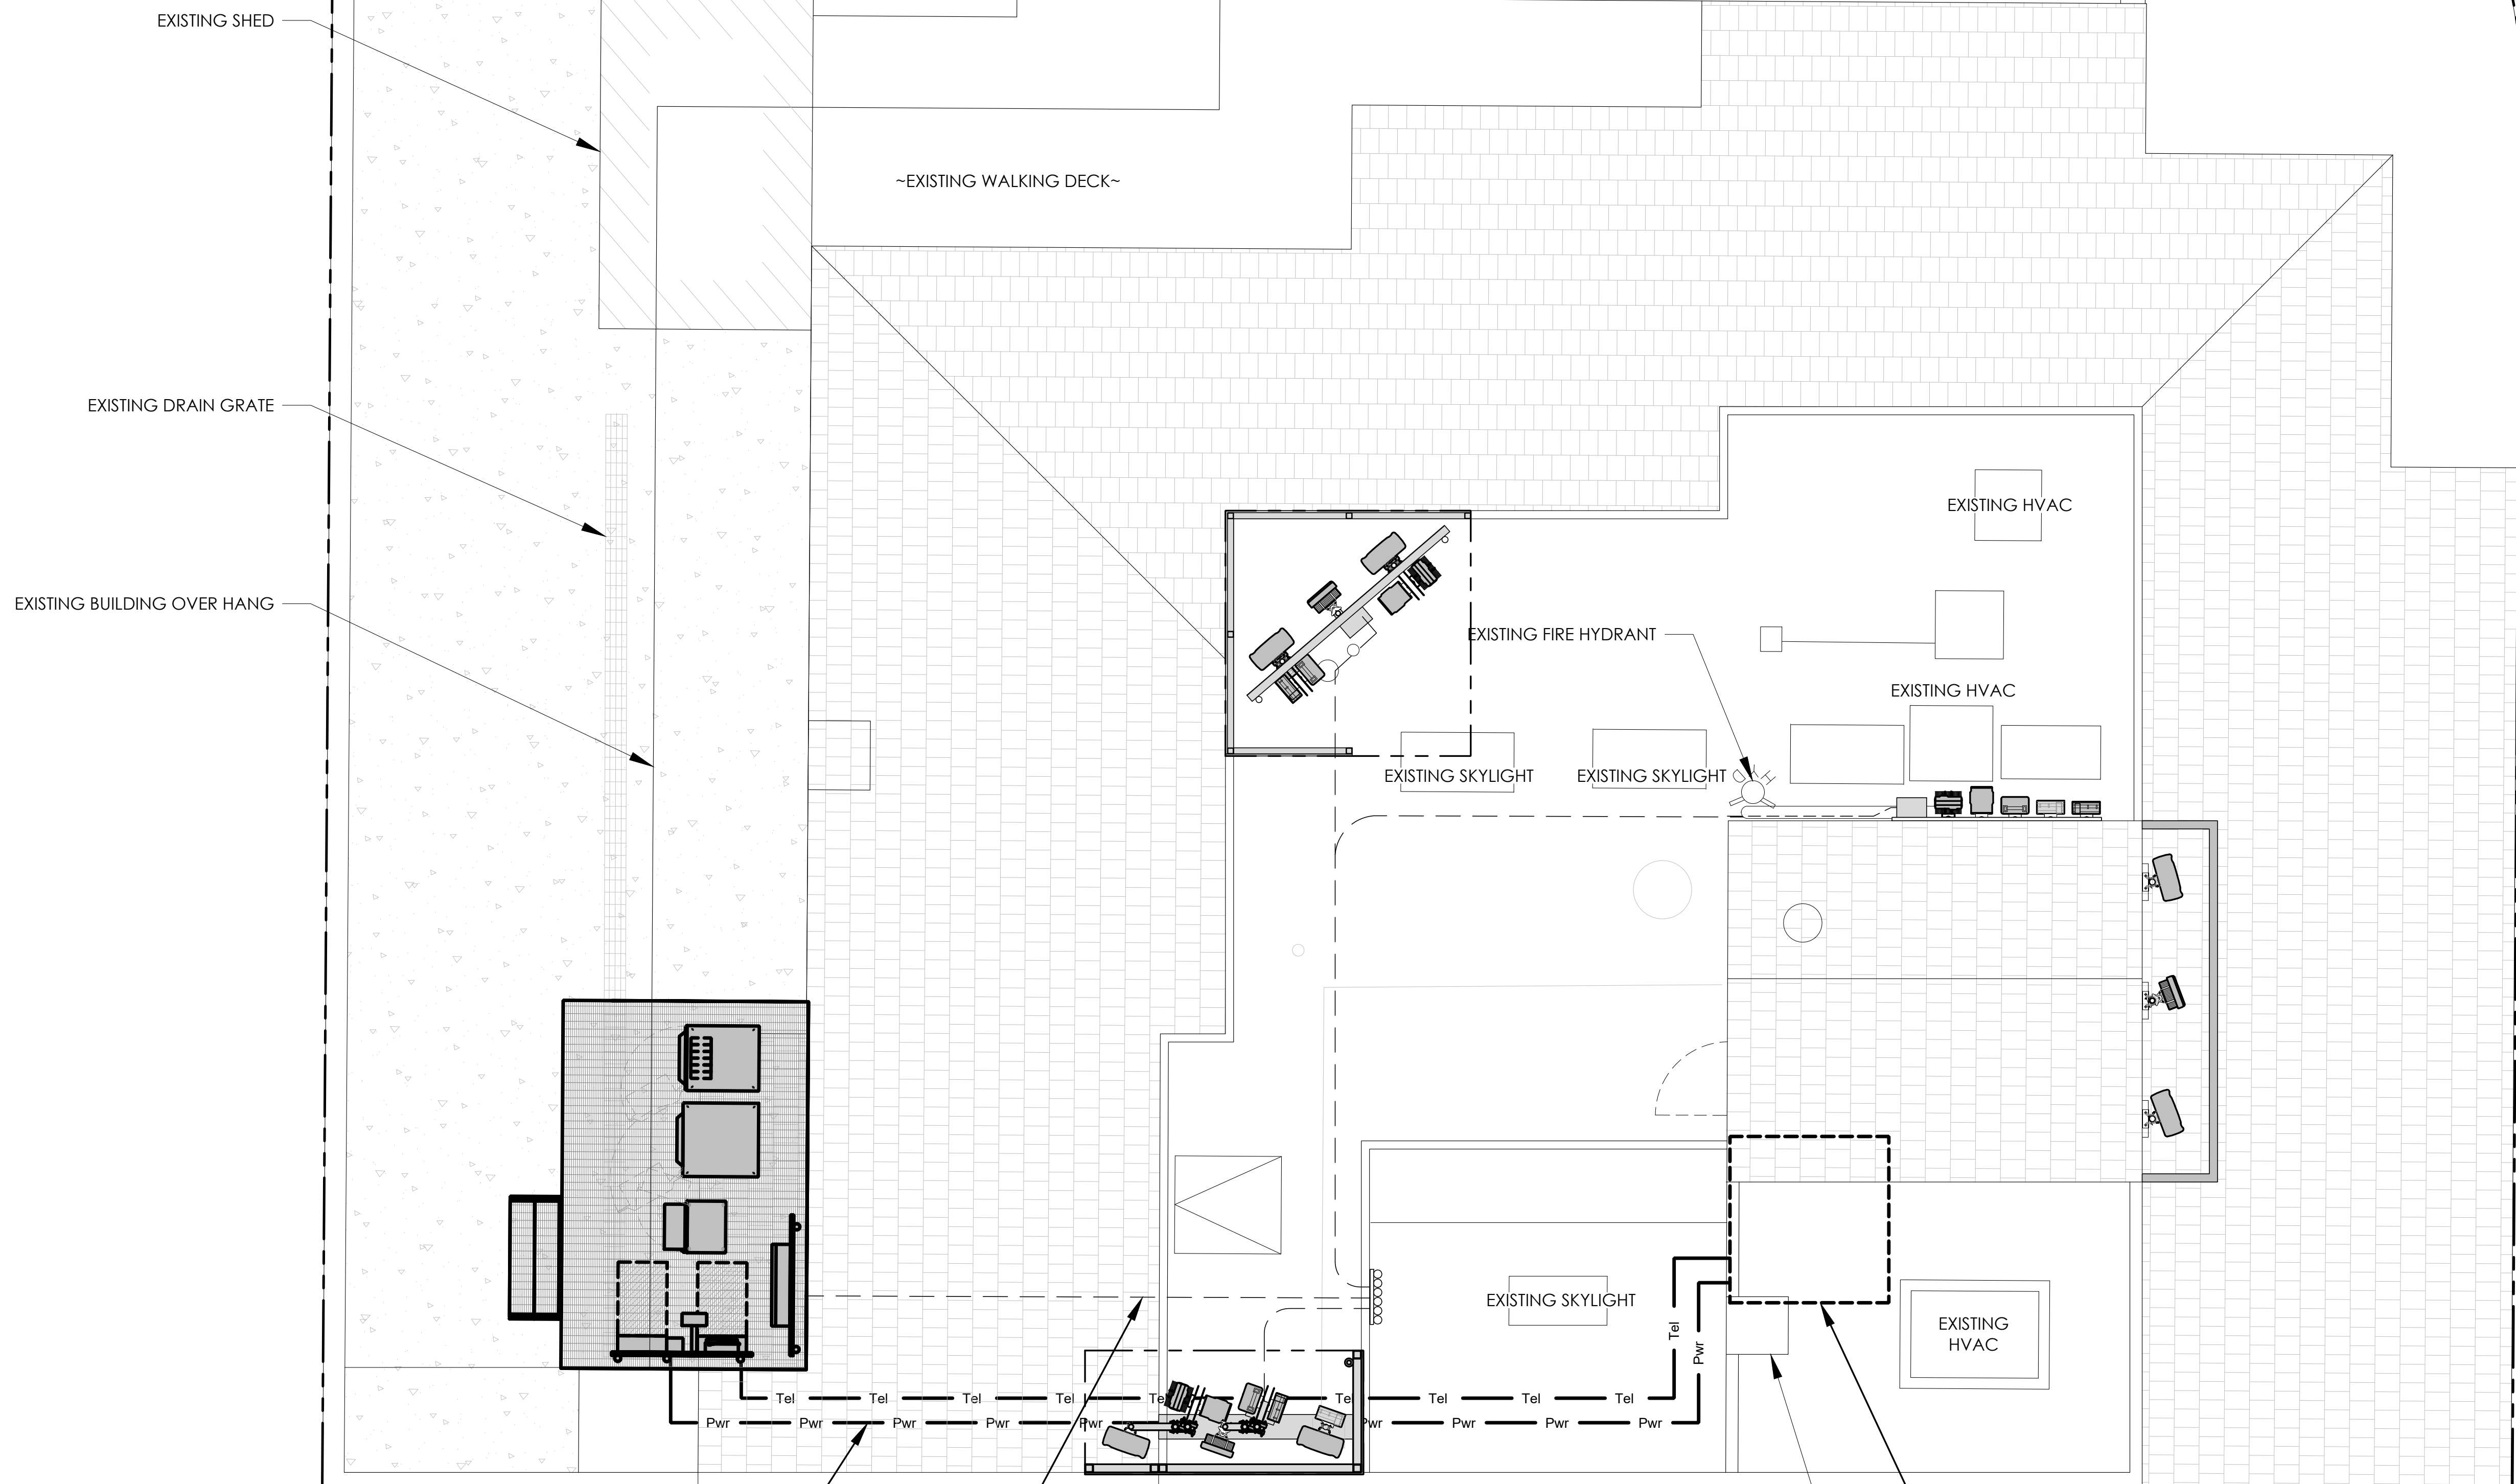 EXISTING SHED
~EXISTING WALKING DECK~
EXISTING DRAIN GRATE
EXISTING HVAC
EXISTING BUILDING OVER HANG
EXISTING FIRE HYDRANT
EXISTING HVAC
EXISTING SKYLIGHT
EXISTING SKYLIGHT
EXISTING SKYLIGHT
EXISTING
HVAC
Tel
Pwr
Tel Tel Tel Tel Tel Tel Tel Tel Tel Tel
Pwr Pwr Pwr Pwr Pwr Pwr Pwr Pwr Pwr